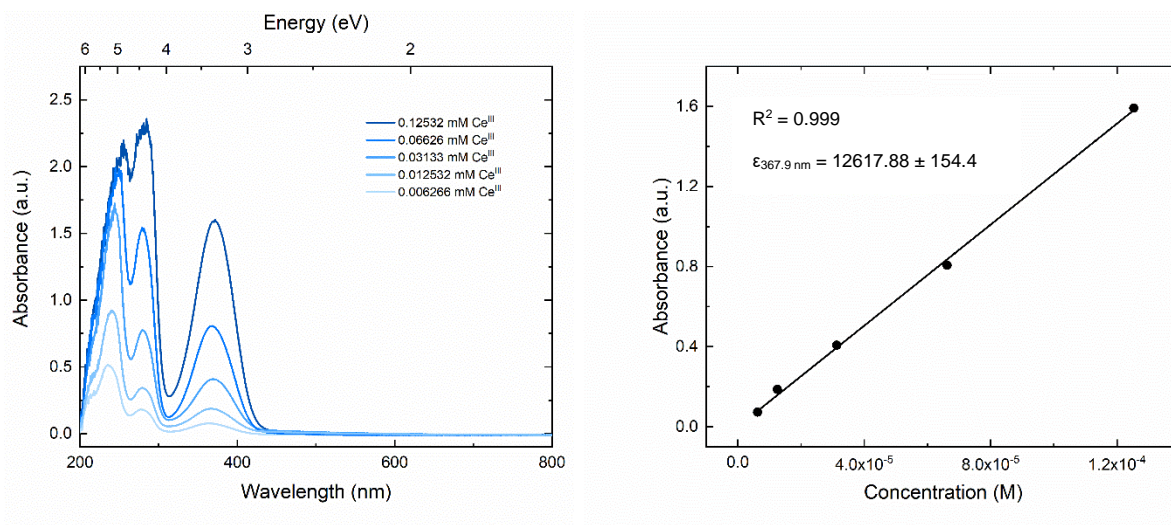 Energy (eV)
6 5 4 3 2
2.5
2.0
1.5
1.0
0.5
0.0
Absorbance (a.u.)
0.12532 mM Ce^III
0.06626 mM Ce^III
0.03133 mM Ce^III
0.012532 mM Ce^III
0.006266 mM Ce^III
200 400 600 800
Wavelength (nm)
1.6
1.2
0.8
0.4
0.0
Absorbance (a.u.)
R² = 0.999
ε367.9 nm = 12617.88 ± 154.4
0.0 4.0x10⁻⁵ 8.0x10⁻⁵ 1.2x10⁻⁴
Concentration (M)